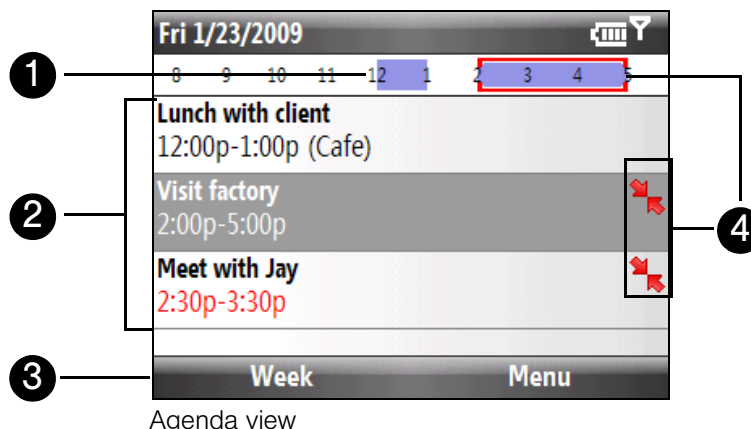 Fri 1/23/2009
1
8 9 10 11 12 1 2 3 4 5
Lunch with client
12:00p-1:00p (Cafe)
2
Visit factory
2:00p-5:00p
4
Meet with Jay
2:30p-3:30p
3
Week Menu
Agenda view